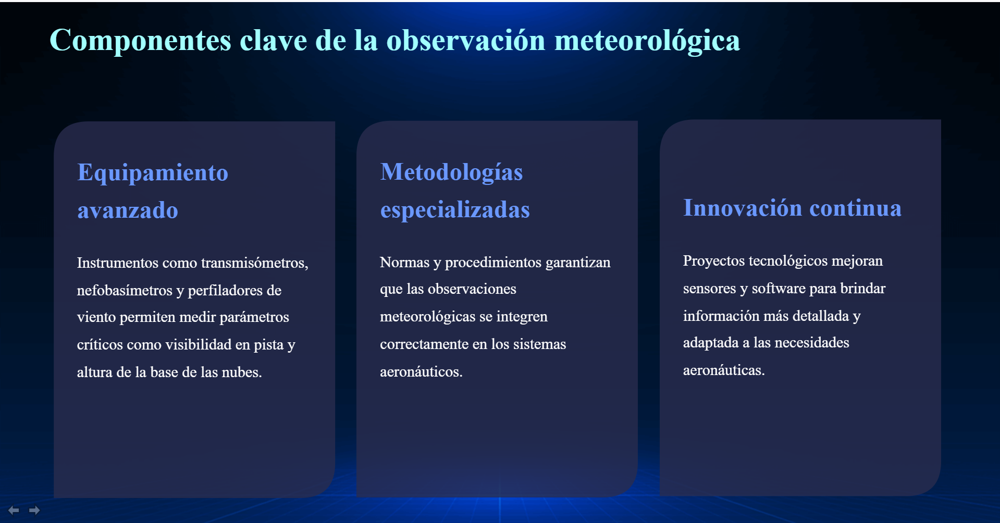 Componentes clave de la observación meteorológica
Equipamiento
avanzado
Instrumentos como transmisómetros,
nefobasímetros y perfiladores de
viento permiten medir parámetros
críticos como visibilidad en pista y
altura de la base de las nubes.
Metodologías
especializadas
Normas y procedimientos garantizan
que las observaciones
meteorológicas se integren
correctamente en los sistemas
aeronáuticos.
Innovación continua
Proyectos tecnológicos mejoran
sensores y software para brindar
información más detallada y
adaptada a las necesidades
aeronáuticas.